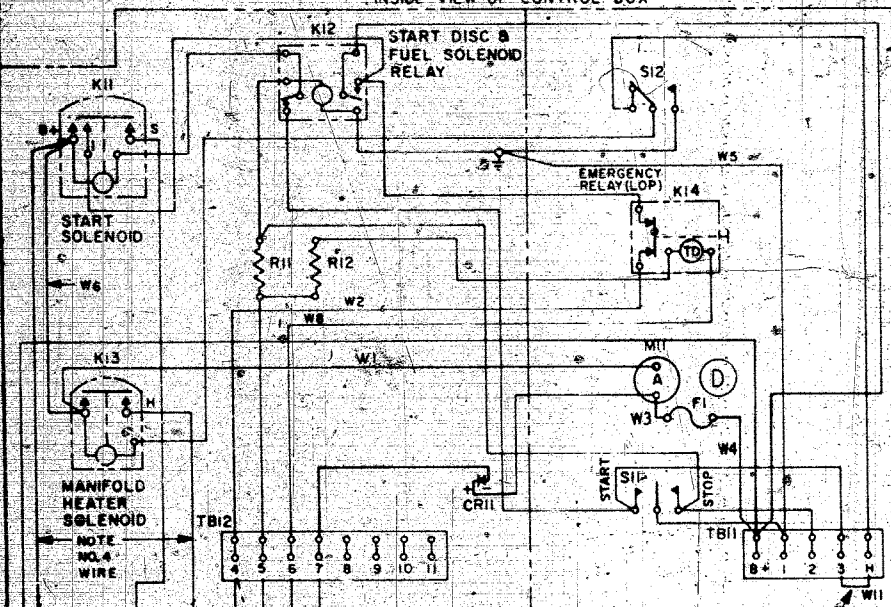 INSIDE VIEW OF CONTROL BOX
K12
START DISC &
FUEL SOLENOID
RELAY
K11
B+
I
S
S12
START
SOLENOID
W5
EMERGENCY
RELAY (LOP)
K14
TD
R11
R12
W6
W2
W8
K13
W1
M11
A
D
F1
H
W3
W4
MANIFOLD
HEATER
SOLENOID
NOTE
NO.4
WIRE
START
S11
STOP
+
CR11
TB12
TB11
4 5 6 7 8 9 10 11
B+ 1 2 3 H
W11